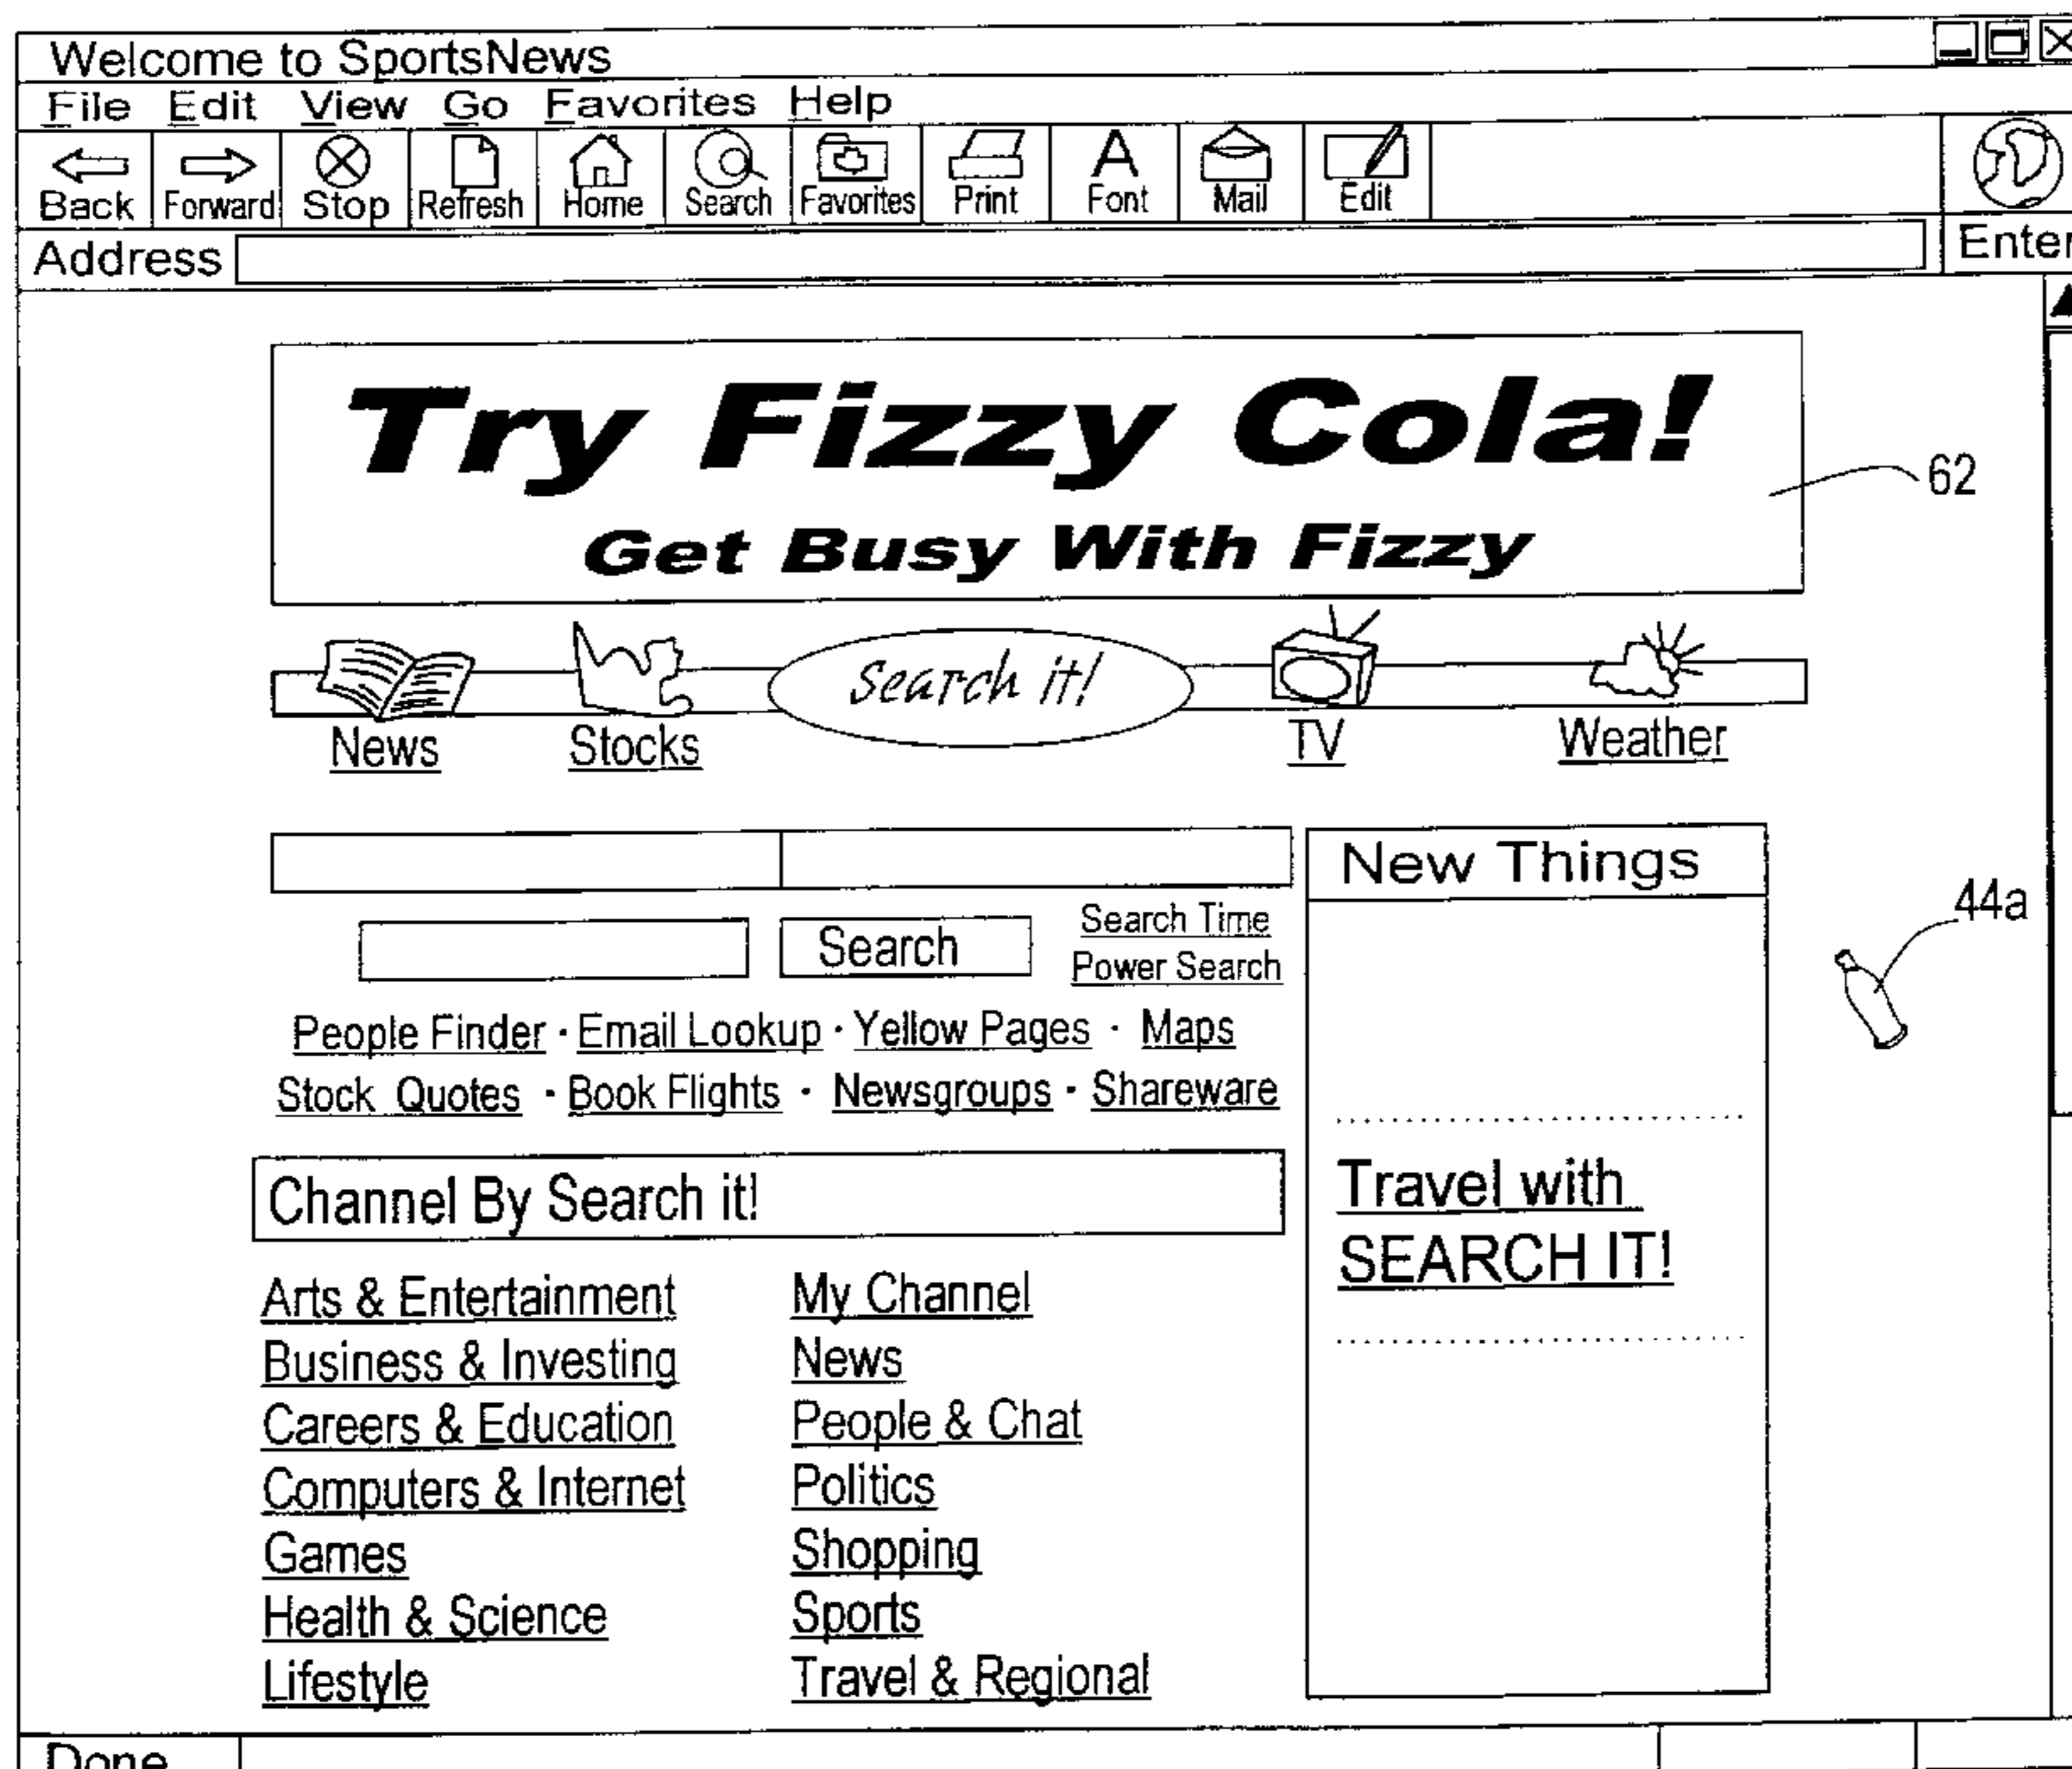 Welcome to SportsNews
File Edit View Go Favorites Help
Back Forward Stop Refresh Home Search Favorites Print Font Mail Edit
Address
Enter
Try Fizzy Cola!
Get Busy With Fizzy
62
Search it!
News Stocks TV Weather
New Things
Search
Search Time
Power Search
44a
People Finder · Email Lookup · Yellow Pages · Maps
Stock Quotes · Book Flights · Newsgroups · Shareware
Travel with
SEARCH IT!
Channel By Search it!
Arts & Entertainment My Channel
Business & Investing News
Careers & Education People & Chat
Computers & Internet Politics
Games Shopping
Health & Science Sports
Lifestyle Travel & Regional
Done